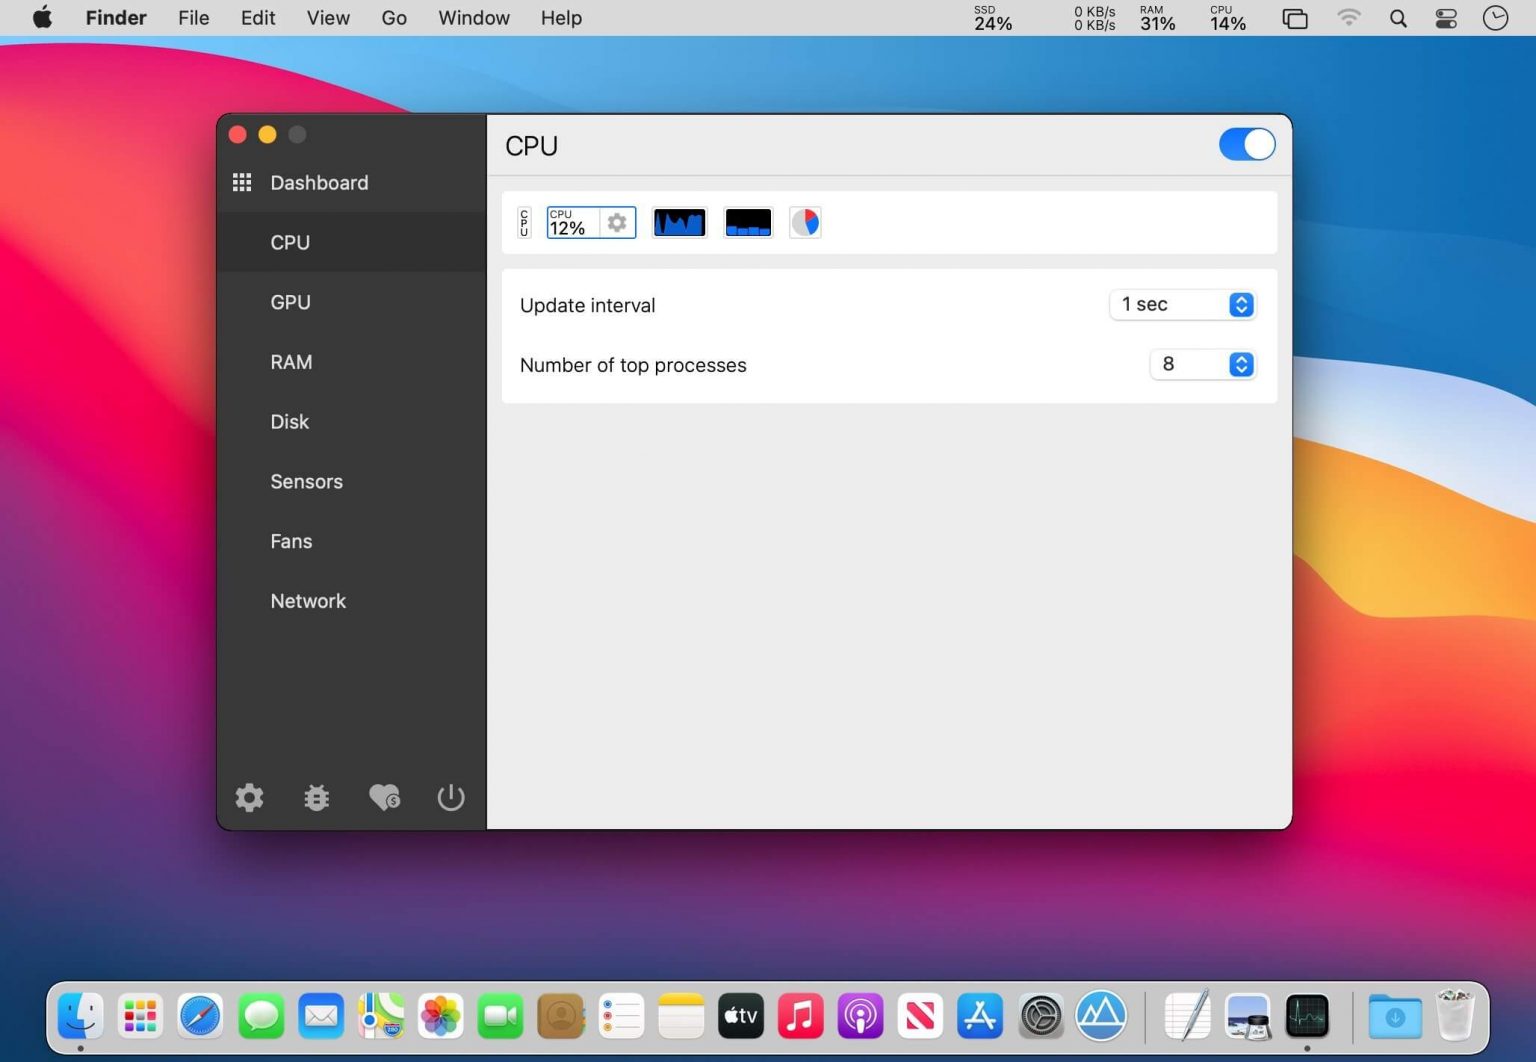 Finder File Edit View Go Window Help
SSD
24%
0 KB/s
0 KB/s
RAM
31%
CPU
14%
CPU
Dashboard
CPU
CPU
12%
CPU
GPU
Update interval 1 sec
RAM
Number of top processes 8
Disk
Sensors
Fans
Network
tv